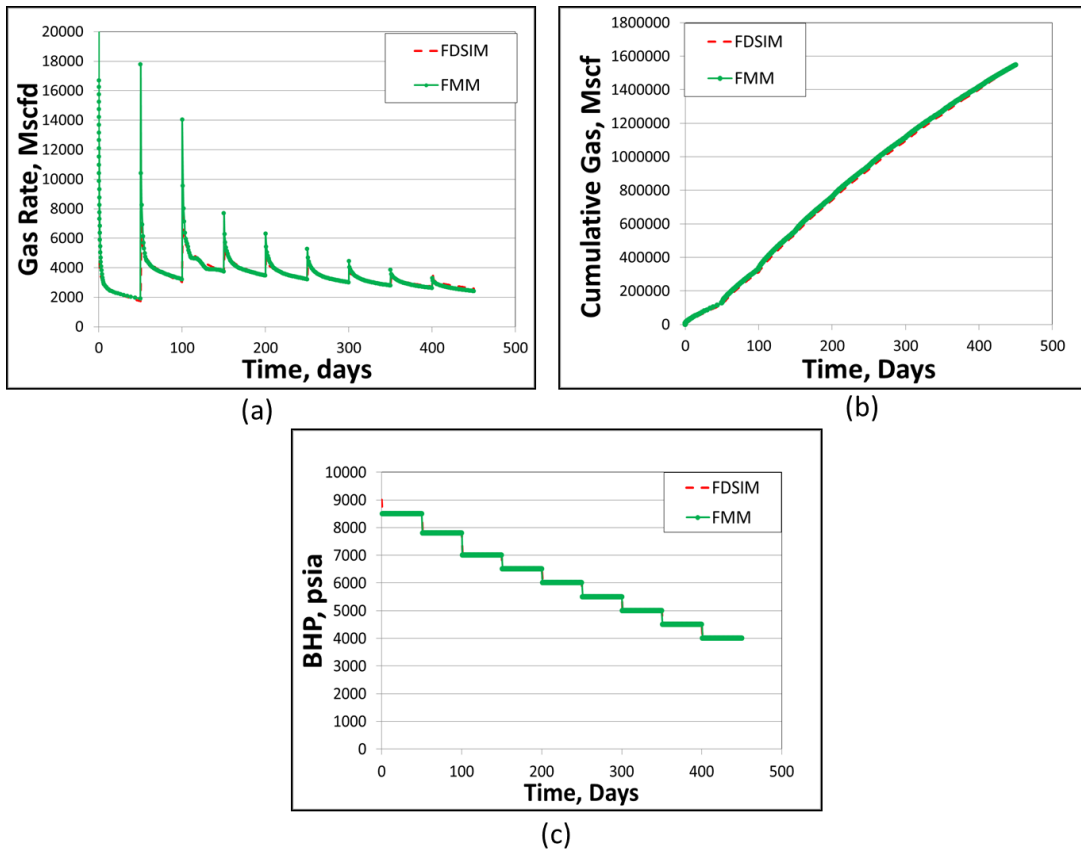 20000
18000
16000
14000
12000
10000
8000
6000
4000
2000
0
Gas Rate, Mscfd
FDSIM
FMM
0 100 200 300 400 500
Time, days
(a)
1800000
1600000
1400000
1200000
1000000
800000
600000
400000
200000
0
Cumulative Gas, Mscf
FDSIM
FMM
0 100 200 300 400 500
Time, Days
(b)
10000
9000
8000
7000
6000
5000
4000
3000
2000
1000
0
BHP, psia
FDSIM
FMM
0 100 200 300 400 500
Time, Days
(c)